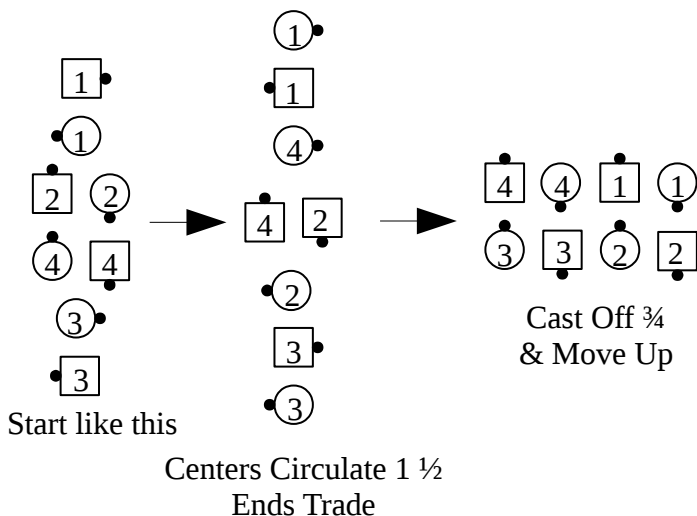 1
1
2 2
4 4
3
3
Start like this
1
1
4
4 2
2
3
3
Centers Circulate 1 ½
Ends Trade
4 4 1 1
3 3 2 2
Cast Off ¾
& Move Up